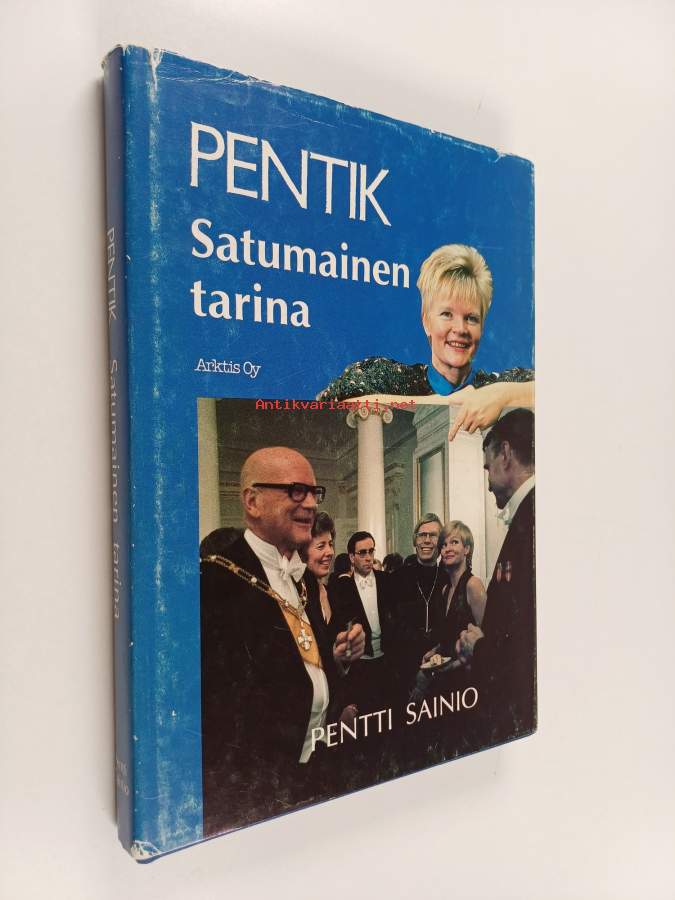 PENTIK
Satumainen
tarina
Arktis Oy
Antikvariaatti.net
PENTTI SAINIO
PENTIK Satumainen tarina